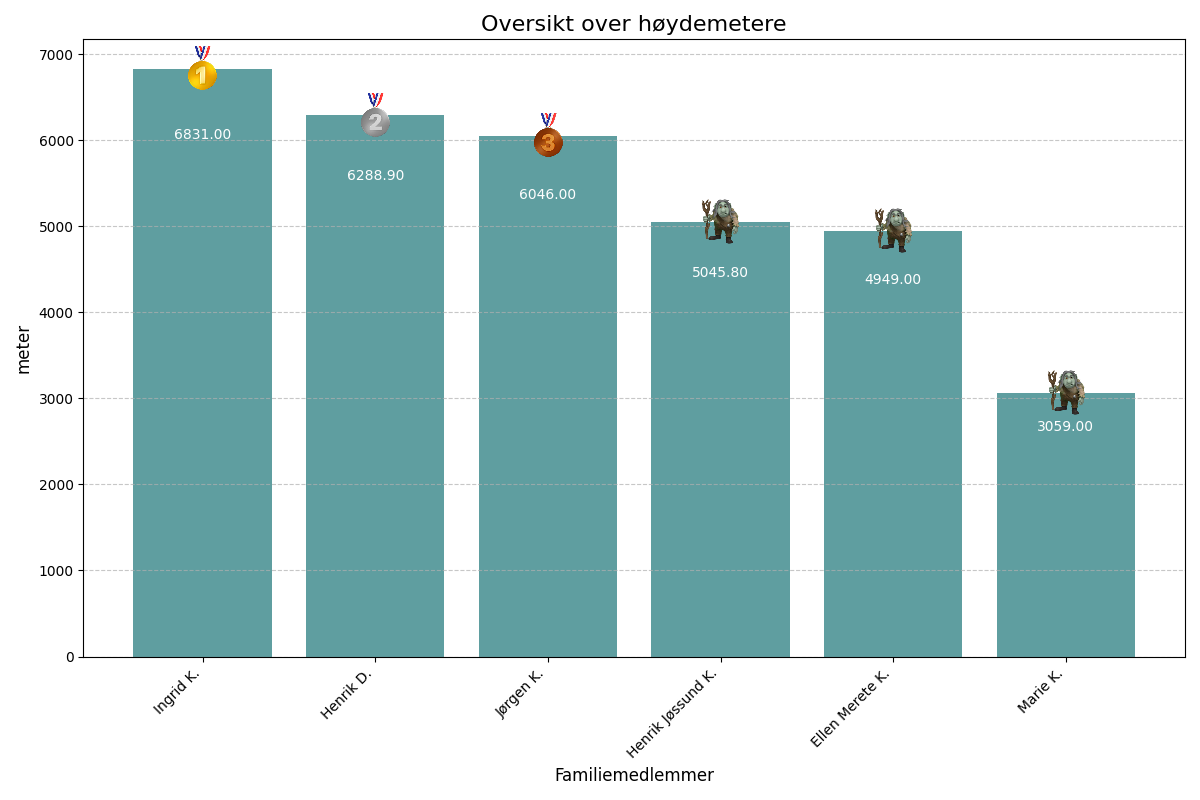 Oversikt over høydemetere
meter
7000
6000
5000
4000
3000
2000
1000
0
1
2
3
6831.00
6288.90
6046.00
5045.80
4949.00
3059.00
Ingrid K.
Henrik D.
Jørgen K.
Henrik Jøssund K.
Ellen Merete K.
Marie K.
Familiemedlemmer